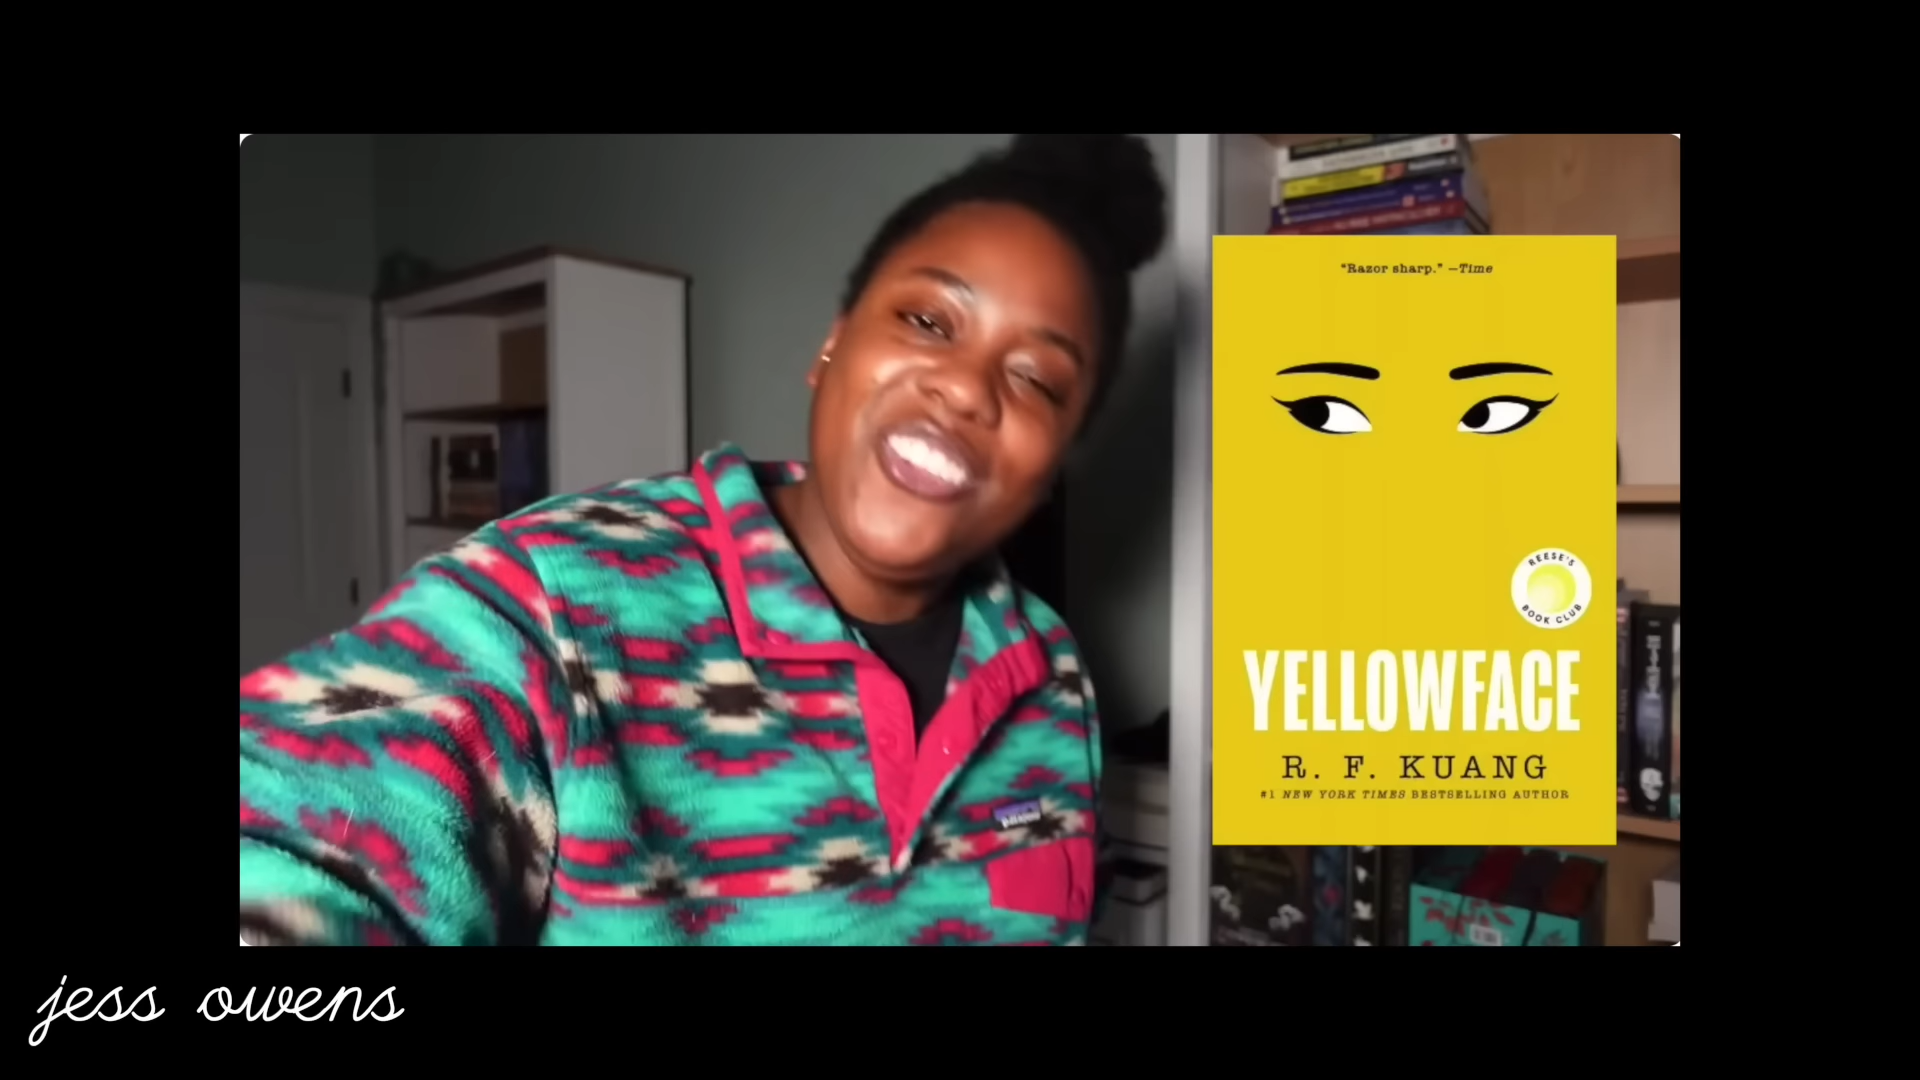 "Razor sharp." —Time
REESE'S
BOOK CLUB
YELLOWFACE
R. F. KUANG
#1 NEW YORK TIMES BESTSELLING AUTHOR
jess owens